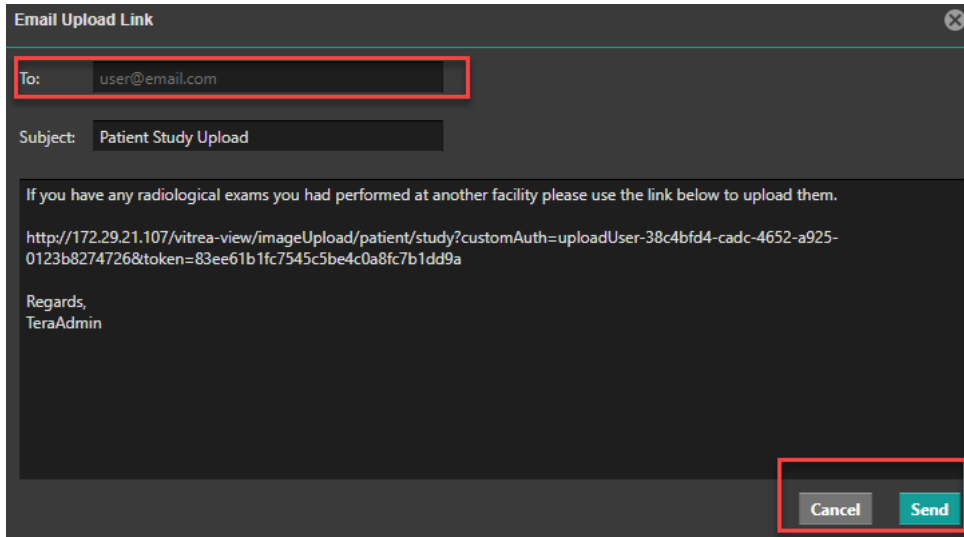 Email Upload Link
To: user@email.com
Subject: Patient Study Upload
If you have any radiological exams you had performed at another facility please use the link below to upload them.
http://172.29.21.107/vitrea-view/imageUpload/patient/study?customAuth=uploadUser-38c4bfd4-cadc-4652-a925-
0123b8274726&token=83ee61b1fc7545c5be4c0a8fc7b1dd9a
Regards,
TeraAdmin
Cancel Send